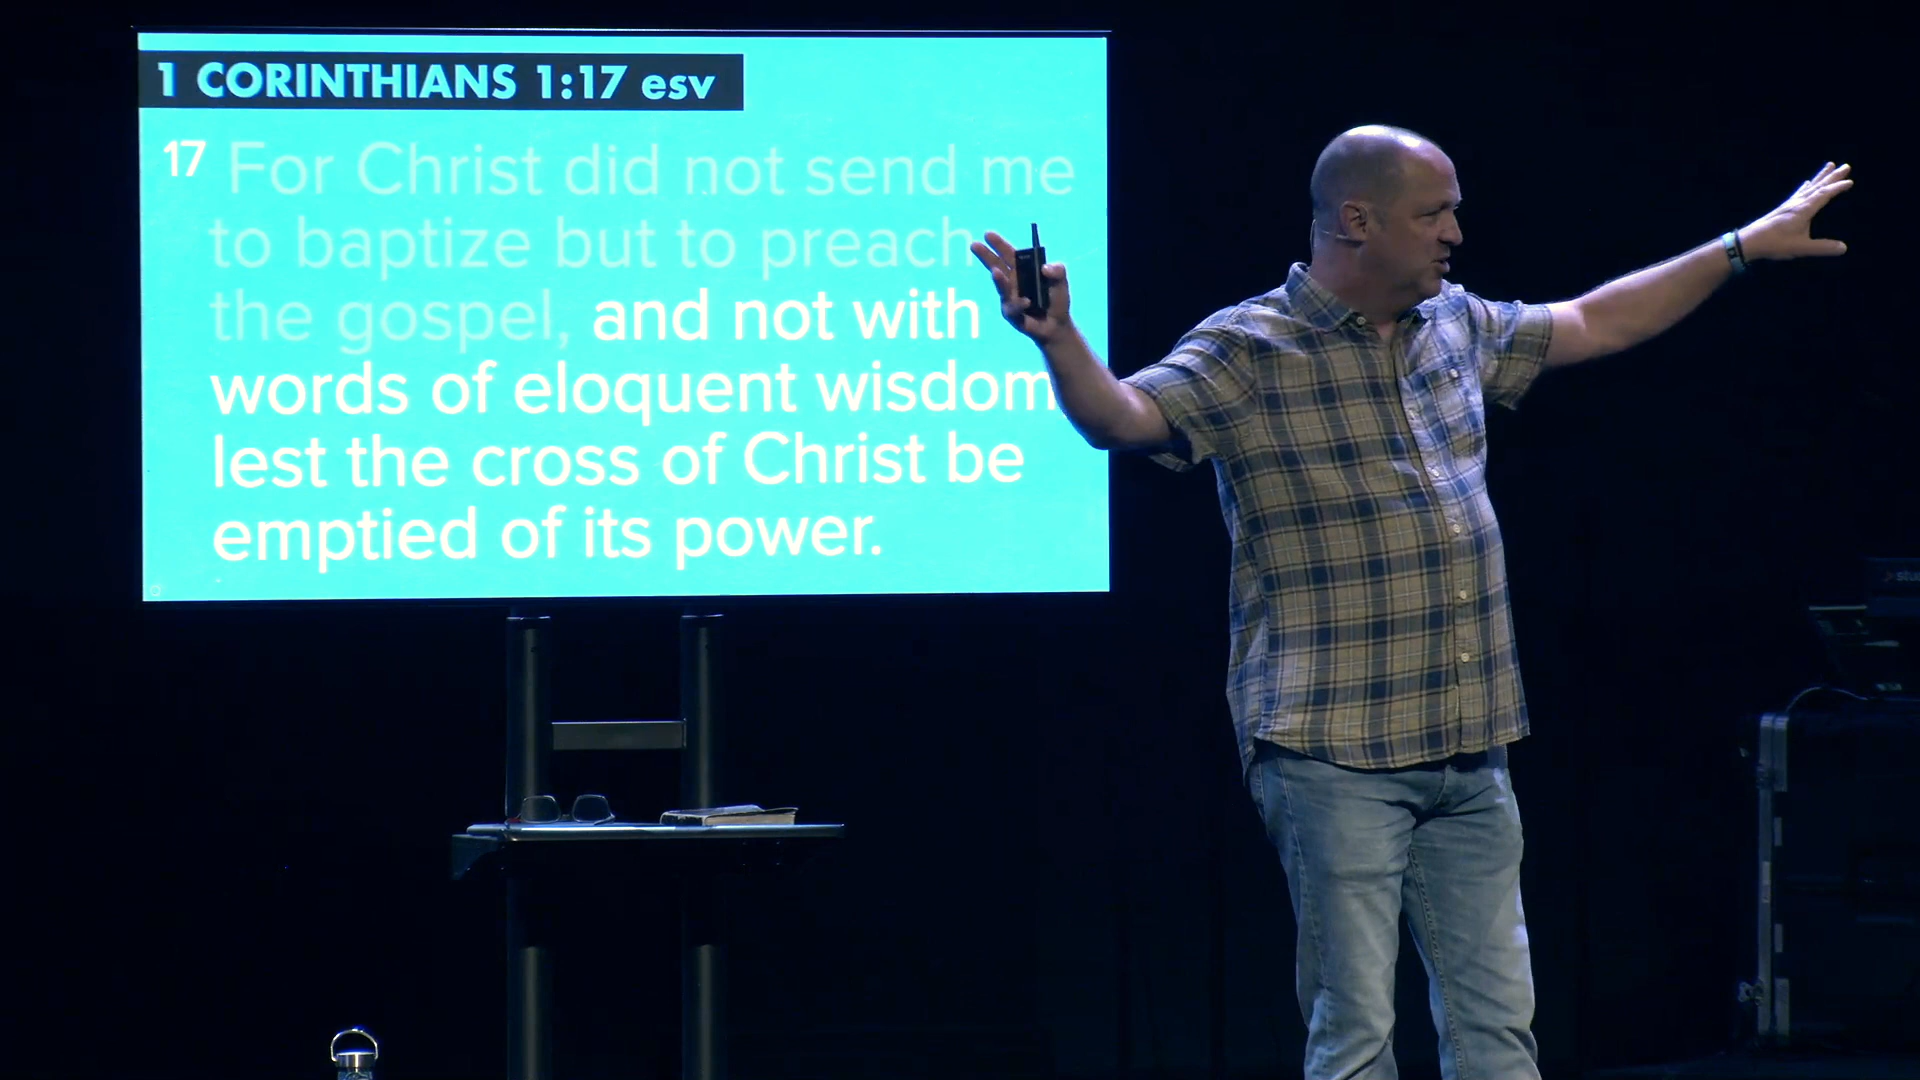 1 CORINTHIANS 1:17 esv
17 For Christ did not send me
to baptize but to preach
the gospel, and not with
words of eloquent wisdom
lest the cross of Christ be
emptied of its power.